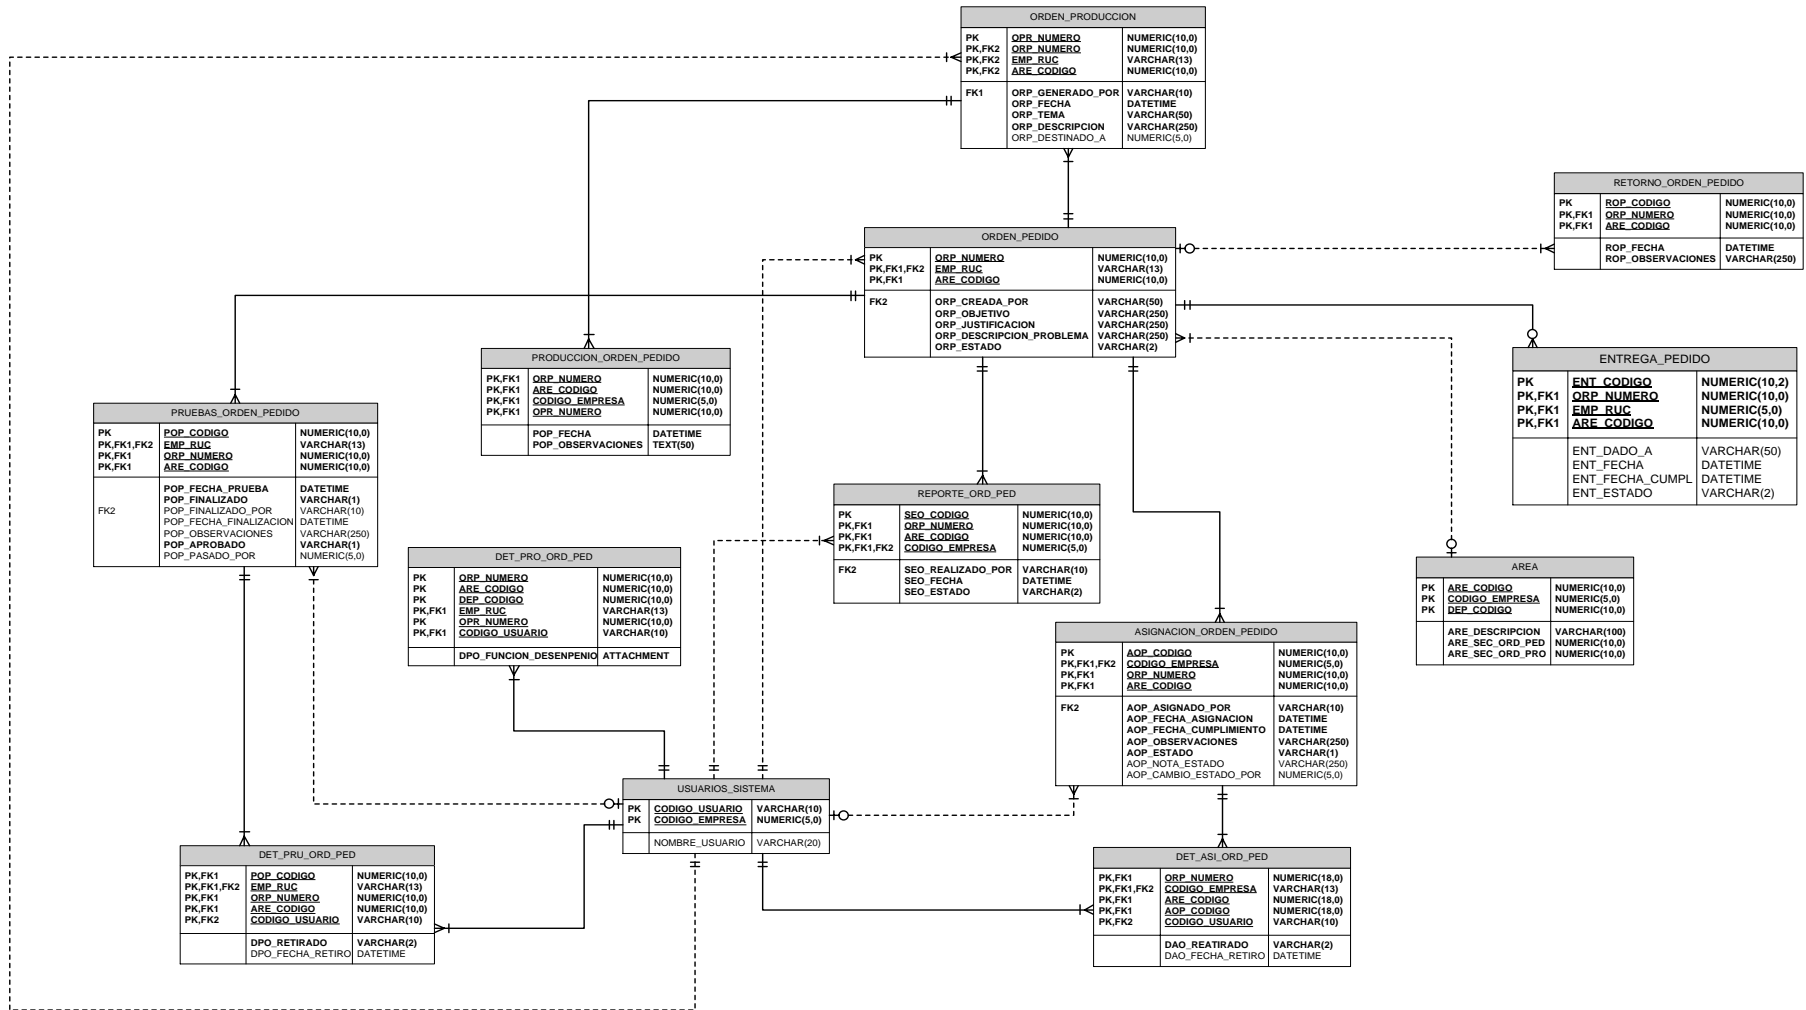 ORDEN_PRODUCCION
PK OPR_NUMERO NUMERIC(10,0)
PK,FK2 ORP_NUMERO NUMERIC(10,0)
PK,FK2 EMP_RUC VARCHAR(13)
PK,FK2 ARE_CODIGO NUMERIC(10,0)
FK1 ORP_GENERADO_POR VARCHAR(10)
ORP_FECHA DATETIME
ORP_TEMA VARCHAR(50)
ORP_DESCRIPCION VARCHAR(250)
ORP_DESTINADO_A NUMERIC(5,0)
RETORNO_ORDEN_PEDIDO
PK ROP_CODIGO NUMERIC(10,0)
PK,FK1 ORP_NUMERO NUMERIC(10,0)
PK,FK1 ARE_CODIGO NUMERIC(10,0)
ROP_FECHA DATETIME
ROP_OBSERVACIONES VARCHAR(250)
ORDEN_PEDIDO
PK ORP_NUMERO NUMERIC(10,0)
PK,FK1,FK2 EMP_RUC VARCHAR(13)
PK,FK1 ARE_CODIGO NUMERIC(10,0)
FK2 ORP_CREADA_POR VARCHAR(50)
ORP_OBJETIVO VARCHAR(250)
ORP_JUSTIFICACION VARCHAR(250)
ORP_DESCRIPCION_PROBLEMA VARCHAR(250)
ORP_ESTADO VARCHAR(2)
PRODUCCION_ORDEN_PEDIDO
PK,FK1 ORP_NUMERO NUMERIC(10,0)
PK,FK1 ARE_CODIGO NUMERIC(10,0)
PK,FK1 CODIGO_EMPRESA NUMERIC(5,0)
PK,FK1 OPR_NUMERO NUMERIC(10,0)
POP_FECHA DATETIME
POP_OBSERVACIONES TEXT(50)
ENTREGA_PEDIDO
PK ENT_CODIGO NUMERIC(10,2)
PK,FK1 ORP_NUMERO NUMERIC(10,0)
PK,FK1 EMP_RUC NUMERIC(5,0)
PK,FK1 ARE_CODIGO NUMERIC(10,0)
ENT_DADO_A VARCHAR(50)
ENT_FECHA DATETIME
ENT_FECHA_CUMPL DATETIME
ENT_ESTADO VARCHAR(2)
PRUEBAS_ORDEN_PEDIDO
PK POP_CODIGO NUMERIC(10,0)
PK,FK1,FK2 EMP_RUC VARCHAR(13)
PK,FK1 ORP_NUMERO NUMERIC(10,0)
PK,FK1 ARE_CODIGO NUMERIC(10,0)
POP_FECHA_PRUEBA DATETIME
POP_FINALIZADO VARCHAR(1)
FK2 POP_FINALIZADO_POR VARCHAR(10)
POP_FECHA_FINALIZACION DATETIME
POP_OBSERVACIONES VARCHAR(250)
POP_APROBADO VARCHAR(1)
POP_PASADO_POR NUMERIC(5,0)
REPORTE_ORD_PED
PK SEO_CODIGO NUMERIC(10,0)
PK,FK1 ORP_NUMERO NUMERIC(10,0)
PK,FK1 ARE_CODIGO NUMERIC(10,0)
PK,FK1,FK2 CODIGO_EMPRESA NUMERIC(5,0)
FK2 SEO_REALIZADO_POR VARCHAR(10)
SEO_FECHA DATETIME
SEO_ESTADO VARCHAR(2)
DET_PRO_ORD_PED
PK ORP_NUMERO NUMERIC(10,0)
PK ARE_CODIGO NUMERIC(10,0)
PK DEP_CODIGO NUMERIC(10,0)
PK,FK1 EMP_RUC VARCHAR(13)
PK OPR_NUMERO NUMERIC(10,0)
PK,FK1 CODIGO_USUARIO VARCHAR(10)
DPO_FUNCION_DESENPENIO ATTACHMENT
AREA
PK ARE_CODIGO NUMERIC(10,0)
PK CODIGO_EMPRESA NUMERIC(5,0)
PK DEP_CODIGO NUMERIC(10,0)
ARE_DESCRIPCION VARCHAR(100)
ARE_SEC_ORD_PED NUMERIC(10,0)
ARE_SEC_ORD_PRO NUMERIC(10,0)
ASIGNACION_ORDEN_PEDIDO
PK AOP_CODIGO NUMERIC(10,0)
PK,FK1,FK2 CODIGO_EMPRESA NUMERIC(5,0)
PK,FK1 ORP_NUMERO NUMERIC(10,0)
PK,FK1 ARE_CODIGO NUMERIC(10,0)
FK2 AOP_ASIGNADO_POR VARCHAR(10)
AOP_FECHA_ASIGNACION DATETIME
AOP_FECHA_CUMPLIMIENTO DATETIME
AOP_OBSERVACIONES VARCHAR(250)
AOP_ESTADO VARCHAR(1)
AOP_NOTA_ESTADO VARCHAR(250)
AOP_CAMBIO_ESTADO_POR NUMERIC(5,0)
USUARIOS_SISTEMA
PK CODIGO_USUARIO VARCHAR(10)
PK CODIGO_EMPRESA NUMERIC(5,0)
NOMBRE_USUARIO VARCHAR(20)
DET_PRU_ORD_PED
PK,FK1 POP_CODIGO NUMERIC(10,0)
PK,FK1,FK2 EMP_RUC VARCHAR(13)
PK,FK1 ORP_NUMERO NUMERIC(10,0)
PK,FK1 ARE_CODIGO NUMERIC(10,0)
PK,FK2 CODIGO_USUARIO VARCHAR(10)
DPO_RETIRADO VARCHAR(2)
DPO_FECHA_RETIRO DATETIME
DET_ASI_ORD_PED
PK,FK1 ORP_NUMERO NUMERIC(18,0)
PK,FK1,FK2 CODIGO_EMPRESA VARCHAR(13)
PK,FK1 ARE_CODIGO NUMERIC(18,0)
PK,FK1 AOP_CODIGO NUMERIC(18,0)
PK,FK2 CODIGO_USUARIO VARCHAR(10)
DAO_REATIRADO VARCHAR(2)
DAO_FECHA_RETIRO DATETIME